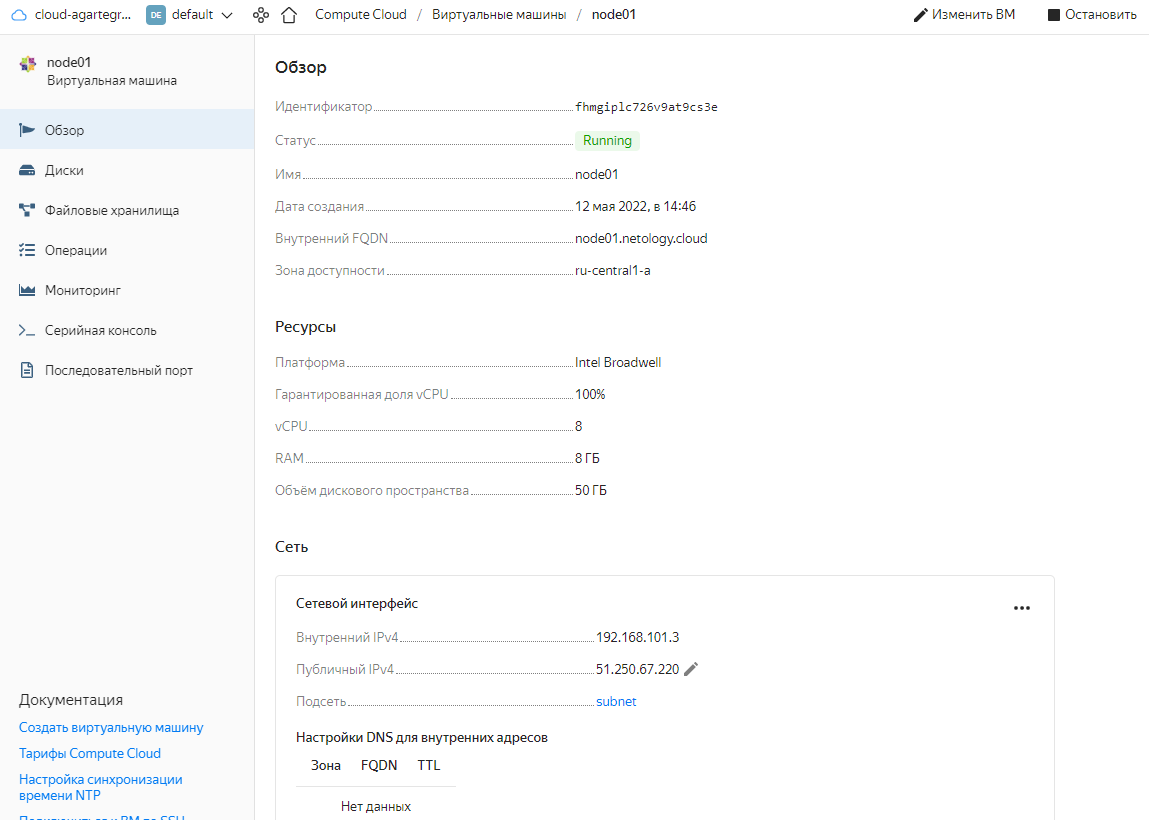 cloud-agartegr... DE default Compute Cloud / Виртуальные машины / node01 Изменить ВМ Остановить
node01
Виртуальная машина
Обзор
Диски
Файловые хранилища
Операции
Мониторинг
Серийная консоль
Последовательный порт
Документация
Создать виртуальную машину
Тарифы Compute Cloud
Настройка синхронизации
времени NTP
Подключиться к ВМ по SSH
Обзор
Идентификатор fhmgiplc726v9at9cs3e
Статус Running
Имя node01
Дата создания 12 мая 2022, в 14:46
Внутренний FQDN node01.netology.cloud
Зона доступности ru-central1-a
Ресурсы
Платформа Intel Broadwell
Гарантированная доля vCPU 100%
vCPU 8
RAM 8 ГБ
Объём дискового пространства 50 ГБ
Сеть
Сетевой интерфейс
Внутренний IPv4 192.168.101.3
Публичный IPv4 51.250.67.220
Подсеть subnet
Настройки DNS для внутренних адресов
Зона FQDN TTL
Нет данных